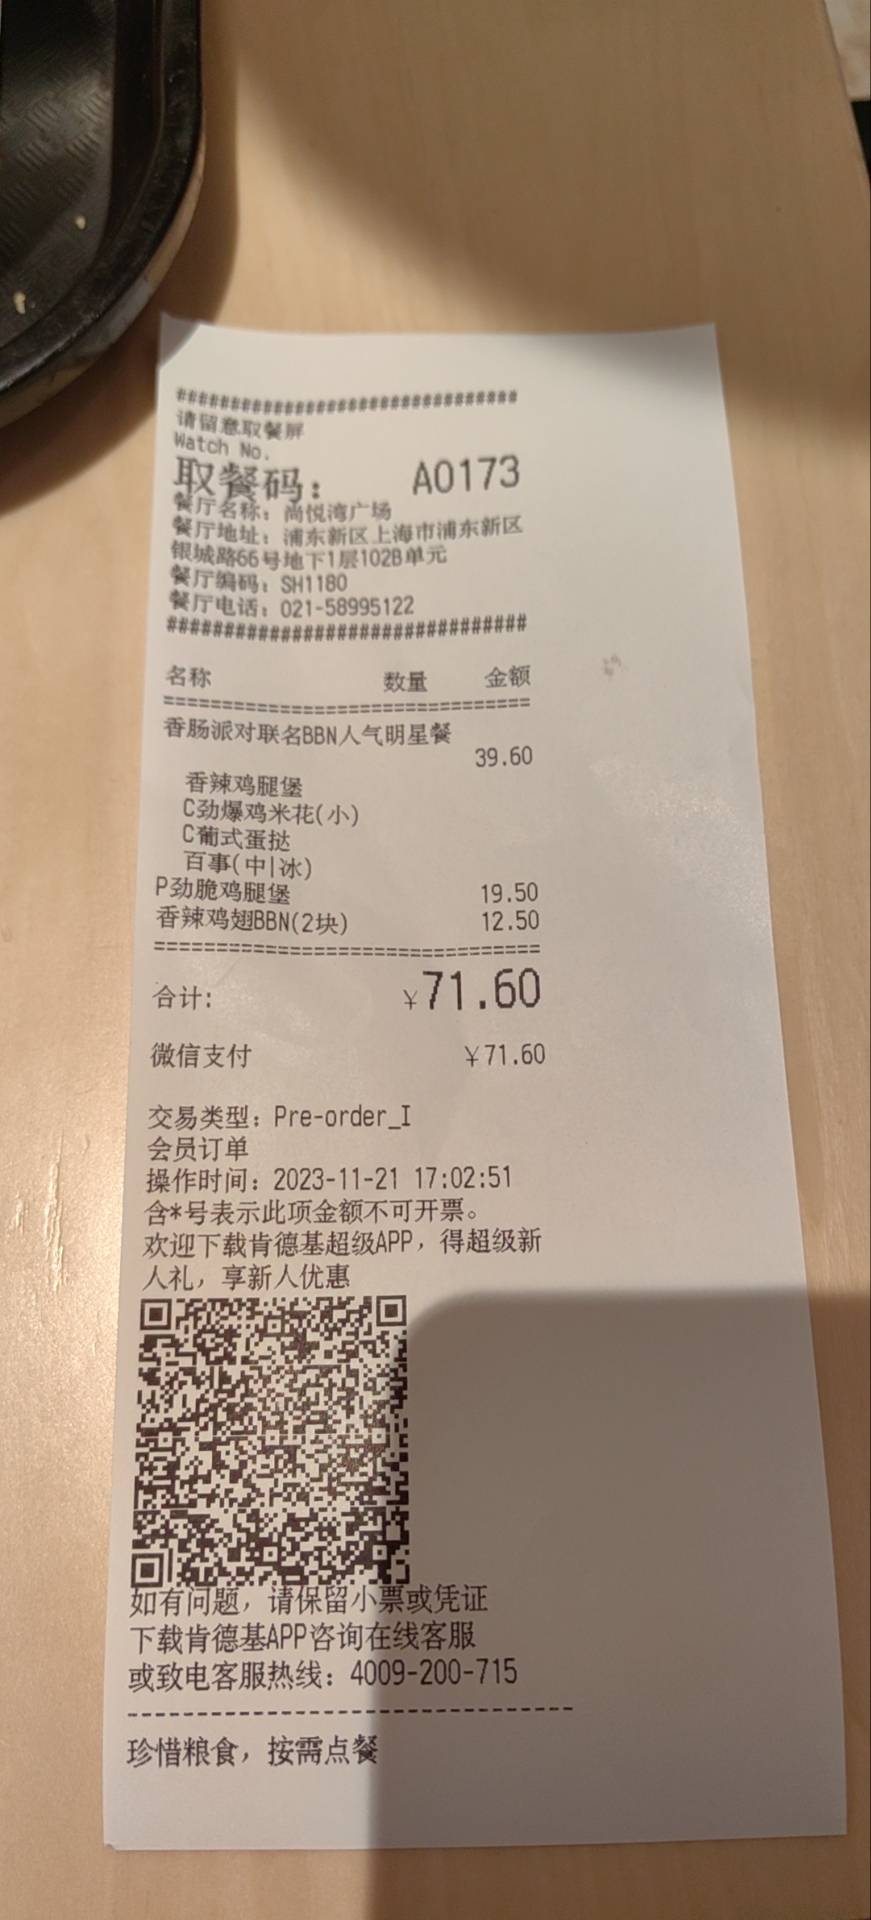 ################################
请留意取餐屏
Watch No.
取餐码： A0173
餐厅名称：尚悦湾广场
餐厅地址：浦东新区上海市浦东新区
银城路66号地下1层102B单元
餐厅编码：SH1180
餐厅电话：021-58995122
################################
名称 数量 金额
================================
香肠派对联名BBN人气明星餐
39.60
香辣鸡腿堡
C劲爆鸡米花(小)
C葡式蛋挞
百事(中|冰)
P劲脆鸡腿堡 19.50
香辣鸡翅BBN(2块) 12.50
================================
合计: ￥71.60
微信支付 ￥71.60
交易类型：Pre-order_I
会员订单
操作时间：2023-11-21 17:02:51
含*号表示此项金额不可开票。
欢迎下载肯德基超级APP，得超级新
人礼，享新人优惠
如有问题，请保留小票或凭证
下载肯德基APP咨询在线客服
或致电客服热线：4009-200-715
--------------------------------
珍惜粮食，按需点餐